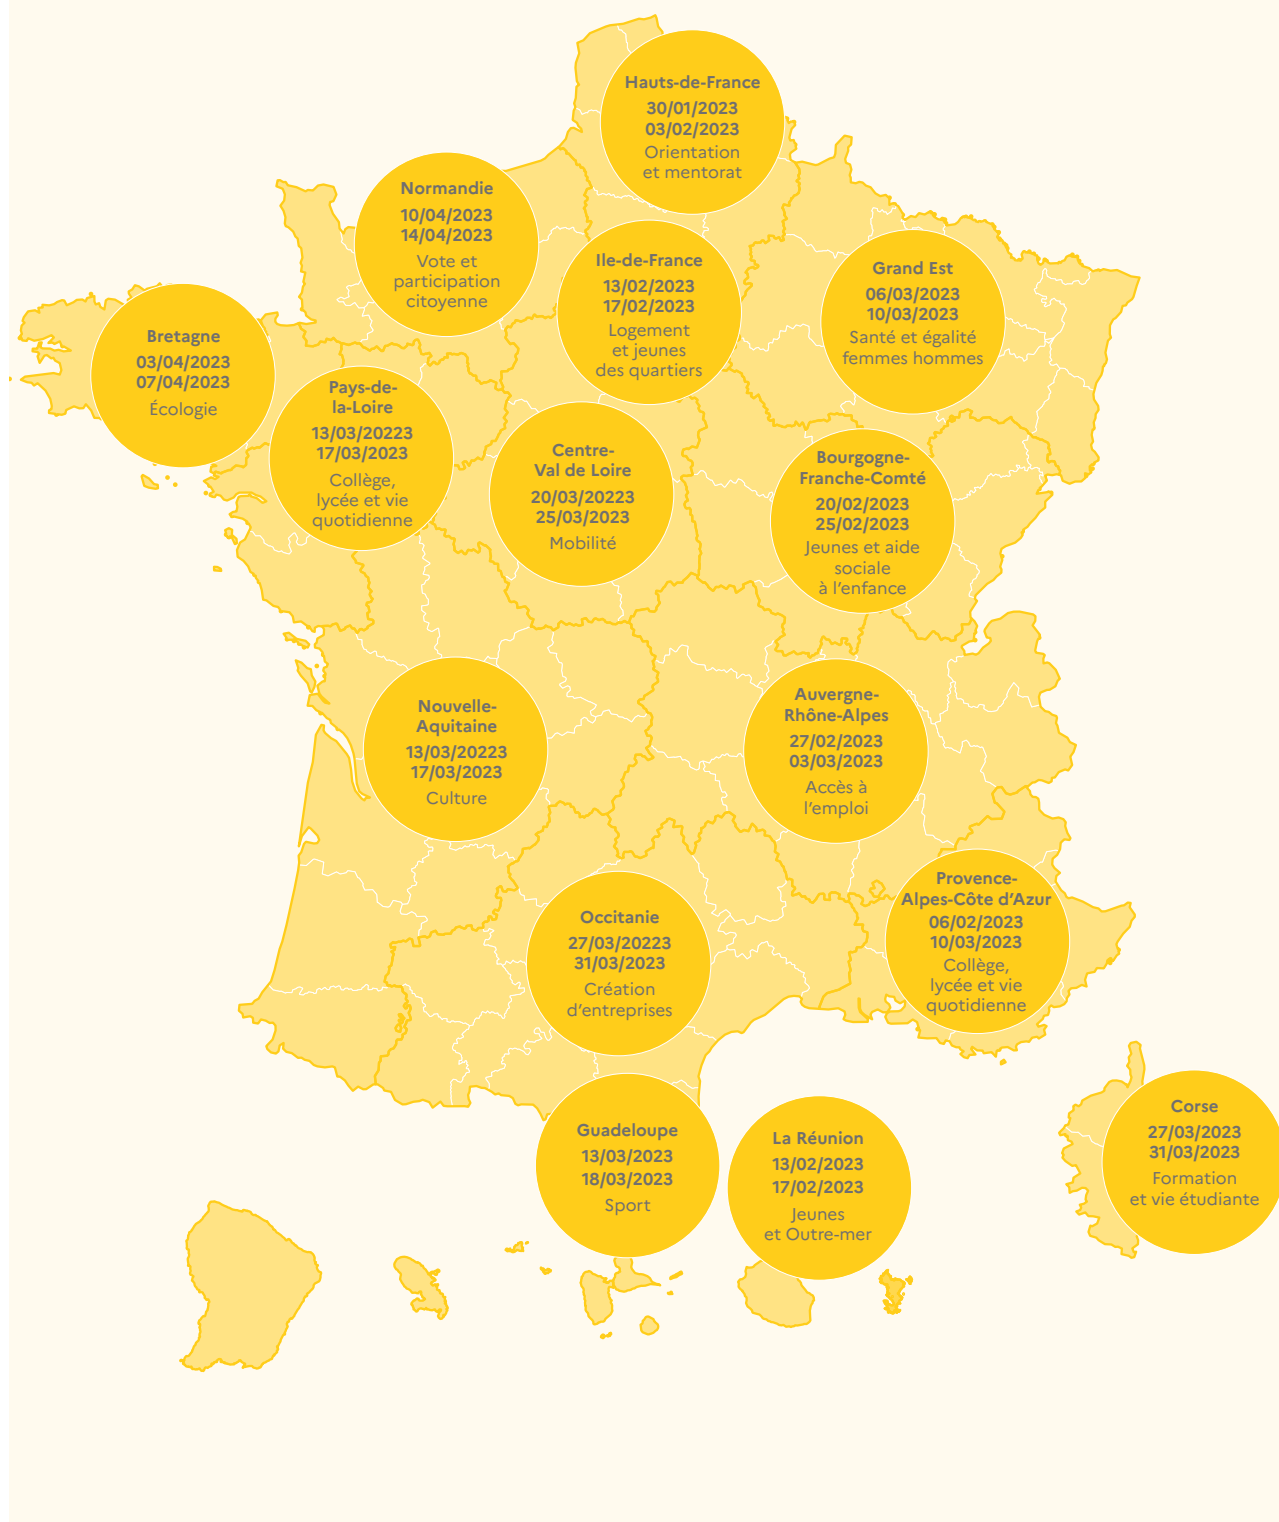 Hauts-de-France
30/01/2023
03/02/2023
Orientation
et mentorat
Normandie
10/04/2023
14/04/2023
Vote et
participation
citoyenne
Ile-de-France
13/02/2023
17/02/2023
Logement
et jeunes
des quartiers
Grand Est
06/03/2023
10/03/2023
Santé et égalité
femmes hommes
Bretagne
03/04/2023
07/04/2023
Écologie
Pays-de-
la-Loire
13/03/20223
17/03/2023
Collège,
lycée et vie
quotidienne
Centre-
Val de Loire
20/03/20223
25/03/2023
Mobilité
Bourgogne-
Franche-Comté
20/02/2023
25/02/2023
Jeunes et aide
sociale
à l'enfance
Nouvelle-
Aquitaine
13/03/20223
17/03/2023
Culture
Auvergne-
Rhône-Alpes
27/02/2023
03/03/2023
Accès à
l'emploi
Occitanie
27/03/20223
31/03/2023
Création
d'entreprises
Provence-
Alpes-Côte d'Azur
06/02/2023
10/03/2023
Collège,
lycée et vie
quotidienne
Guadeloupe
13/03/2023
18/03/2023
Sport
La Réunion
13/02/2023
17/02/2023
Jeunes
et Outre-mer
Corse
27/03/2023
31/03/2023
Formation
et vie étudiante